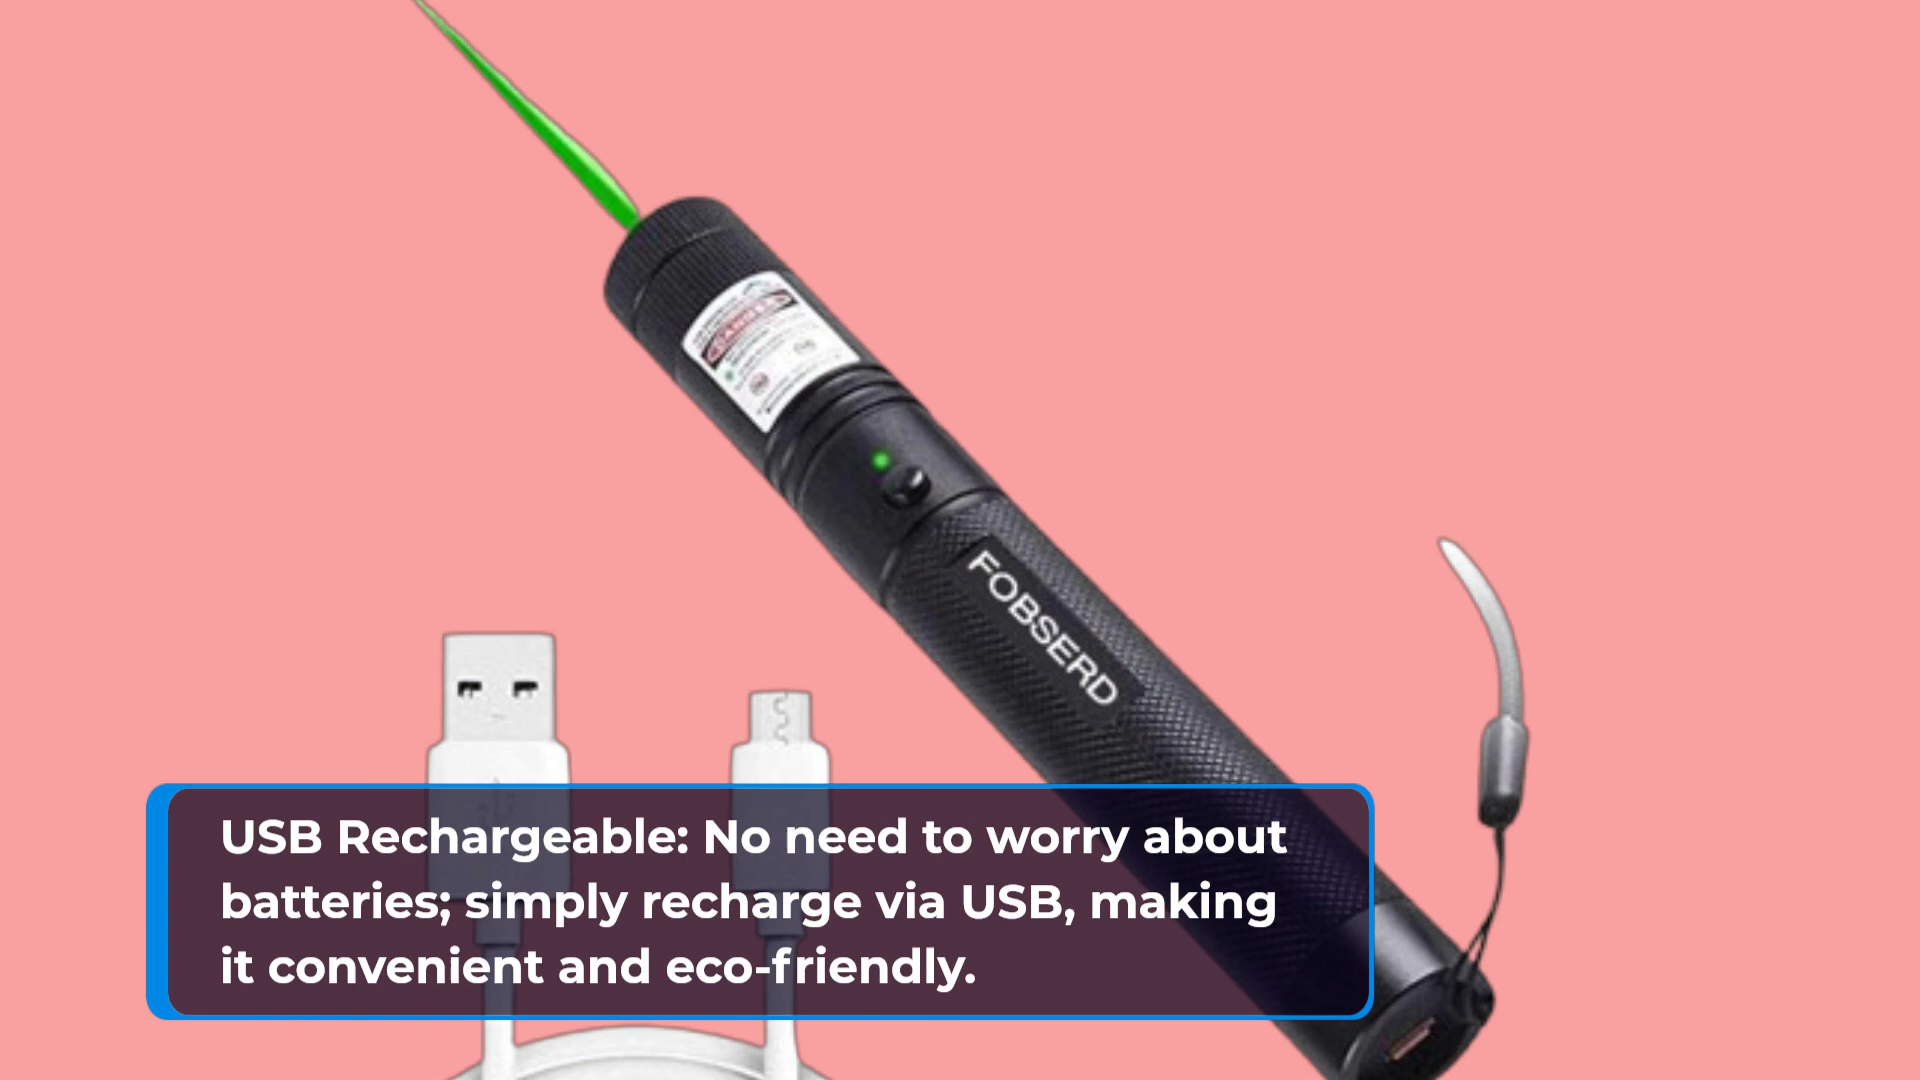 DANGER
FOBSERD
USB Rechargeable: No need to worry about
batteries; simply recharge via USB, making
it convenient and eco-friendly.